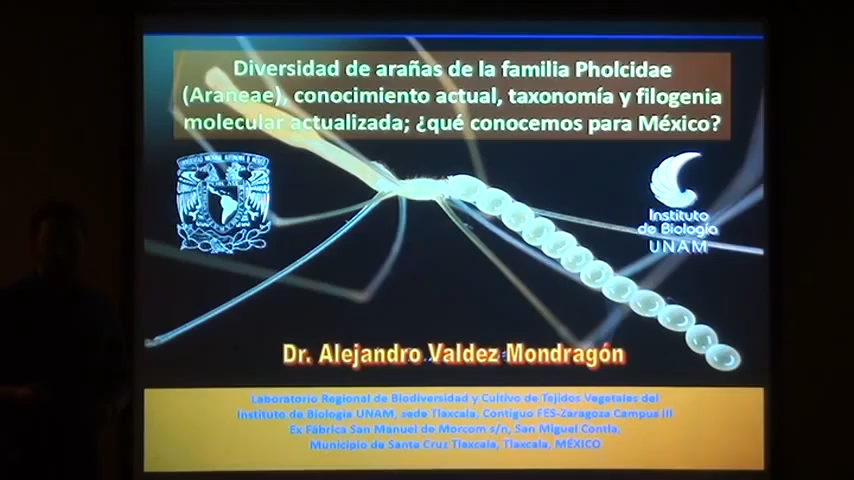 Diversidad de arañas de la familia Pholcidae
(Araneae), conocimiento actual, taxonomía y filogenia
molecular actualizada; ¿qué conocemos para México?
Instituto
de Biología
UNAM
Dr. Alejandro Valdez Mondragón
Laboratorio Regional de Biodiversidad y Cultivo de Tejidos Vegetales del
Instituto de Biología UNAM, sede Tlaxcala, Contiguo FES-Zaragoza Campus III
Ex Fábrica San Manuel de Morcom s/n, San Miguel Contla,
Municipio de Santa Cruz Tlaxcala, Tlaxcala, MÉXICO